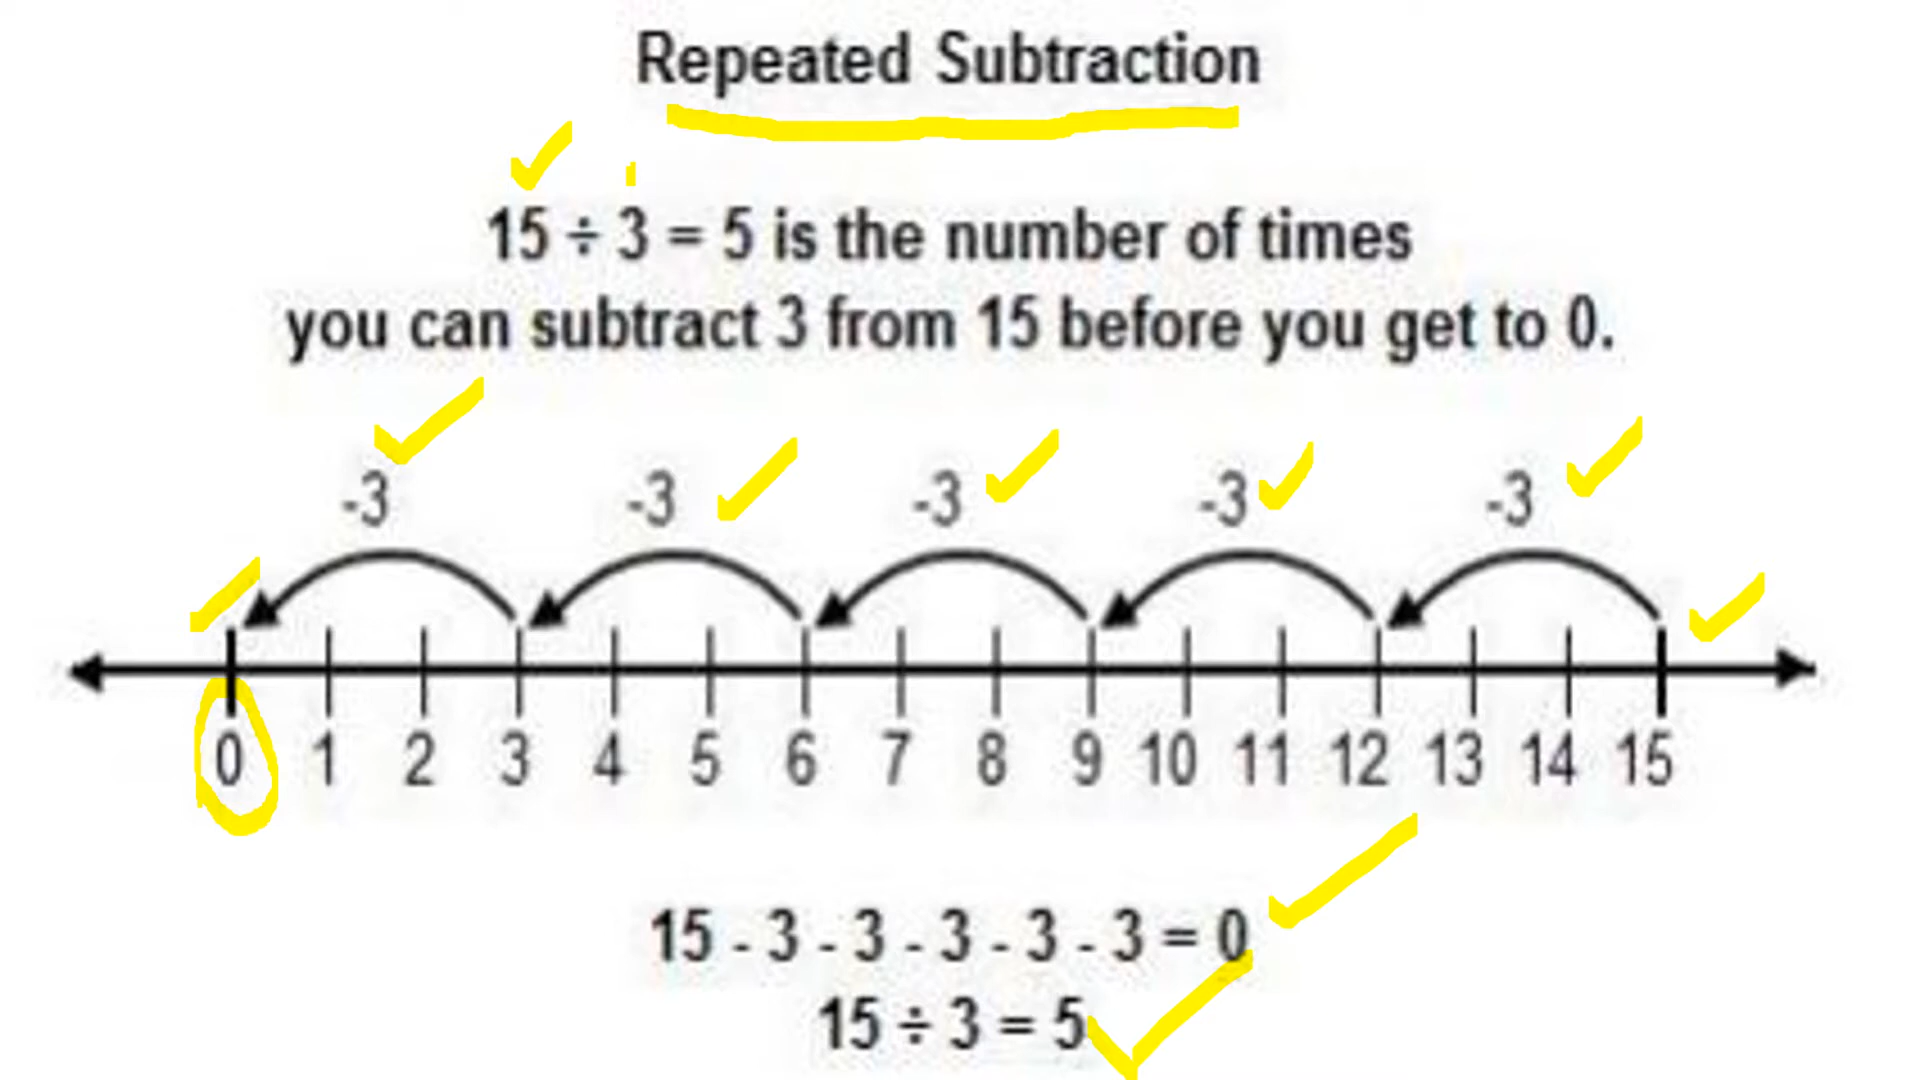 Repeated Subtraction
15 ÷ 3 = 5 is the number of times
you can subtract 3 from 15 before you get to 0.
-3 -3 -3 -3 -3
0 1 2 3 4 5 6 7 8 9 10 11 12 13 14 15
15 - 3 - 3 - 3 - 3 - 3 = 0
15 ÷ 3 = 5